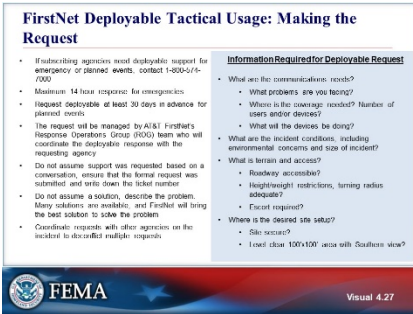 FirstNet Deployable Tactical Usage: Making the
Request
• If subscribing agencies need deployable support for
emergency or planned events, contact 1-800-574-
7000
• Maximum 14 hour response for emergencies
• Request deployable at least 30 days in advance for
planned events
• The request will be managed by AT&T FirstNet's
Response Operations Group (ROG) team who will
coordinate the deployable response with the
requesting agency
• Do not assume support was requested based on a
conversation, ensure that the formal request was
submitted and write down the ticket number
• Do not assume a solution, describe the problem.
Many solutions are available, and FirstNet will bring
the best solution to solve the problem
• Coordinate requests with other agencies on the
incident to deconflict multiple requests
Information Required for Deployable Request
• What are the communications needs?
• What problems are you facing?
• Where is the coverage needed? Number of
users and/or devices?
• What will the devices be doing?
• What are the incident conditions, including
environmental concerns and size of incident?
• What is terrain and access?
• Roadway accessible?
• Height/weight restrictions, turning radius
adequate?
• Escort required?
• Where is the desired site setup?
• Site secure?
• Level clear 100'x100' area with Southern view?
FEMA
Visual 4.27